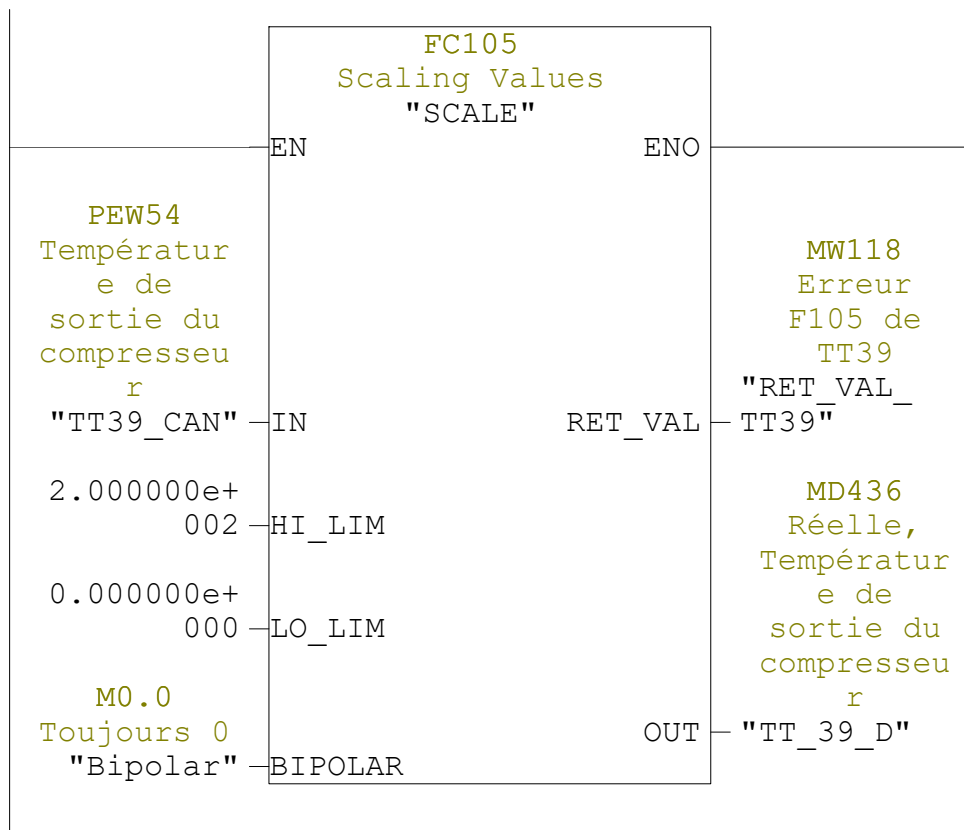 FC105
Scaling Values
"SCALE"
EN
ENO
PEW54
Températur
e de
sortie du
compresseu
r
"TT39_CAN"
IN
MW118
Erreur
F105 de
TT39
"RET_VAL_
RET_VAL
TT39"
2.000000e+
002
HI_LIM
0.000000e+
000
LO_LIM
MD436
Réelle,
Températur
e de
sortie du
compresseu
r
OUT
"TT_39_D"
M0.0
Toujours 0
"Bipolar"
BIPOLAR